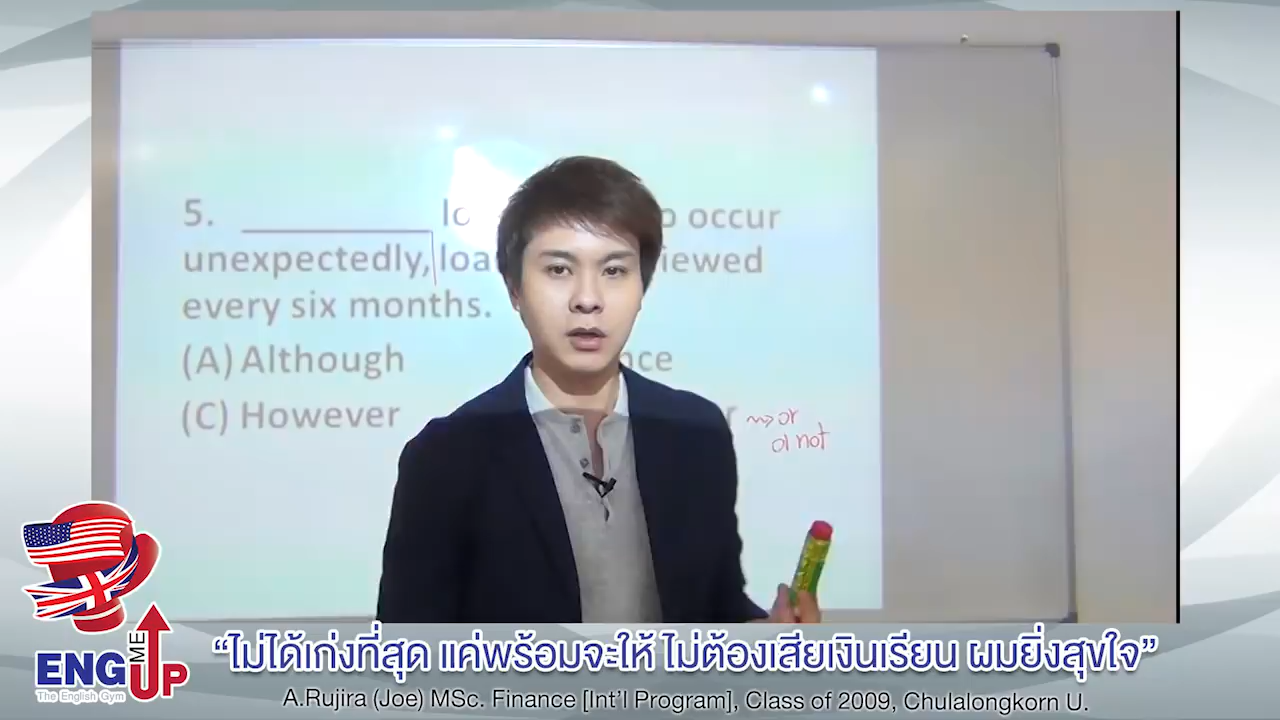 5. __________ lo o occur
unexpectedly, loa iewed
every six months.
(A) Although nce
(C) However r
or
not
ENG ME UP
The English Gym
“ไม่ได้เก่งที่สุด แค่พร้อมจะให้ ไม่ต้องเสียเงินเรียน ผมยิ่งสุขใจ”
A.Rujira (Joe) MSc. Finance [Int'l Program], Class of 2009, Chulalongkorn U.